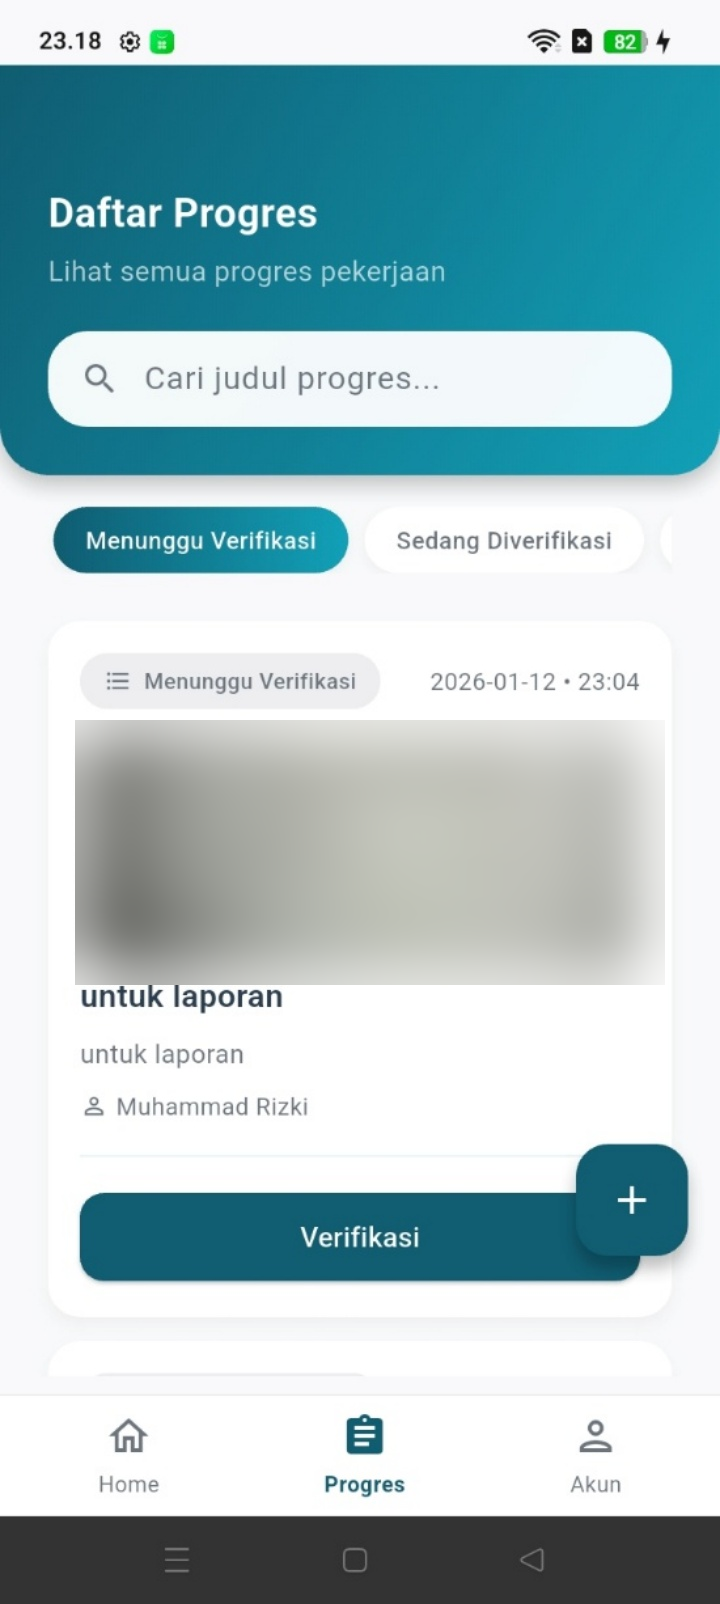 23.18
82
Daftar Progres
Lihat semua progres pekerjaan
Cari judul progres...
Menunggu Verifikasi
Sedang Diverifikasi
Menunggu Verifikasi
2026-01-12 • 23:04
untuk laporan
untuk laporan
Muhammad Rizki
Verifikasi
Home
Progres
Akun